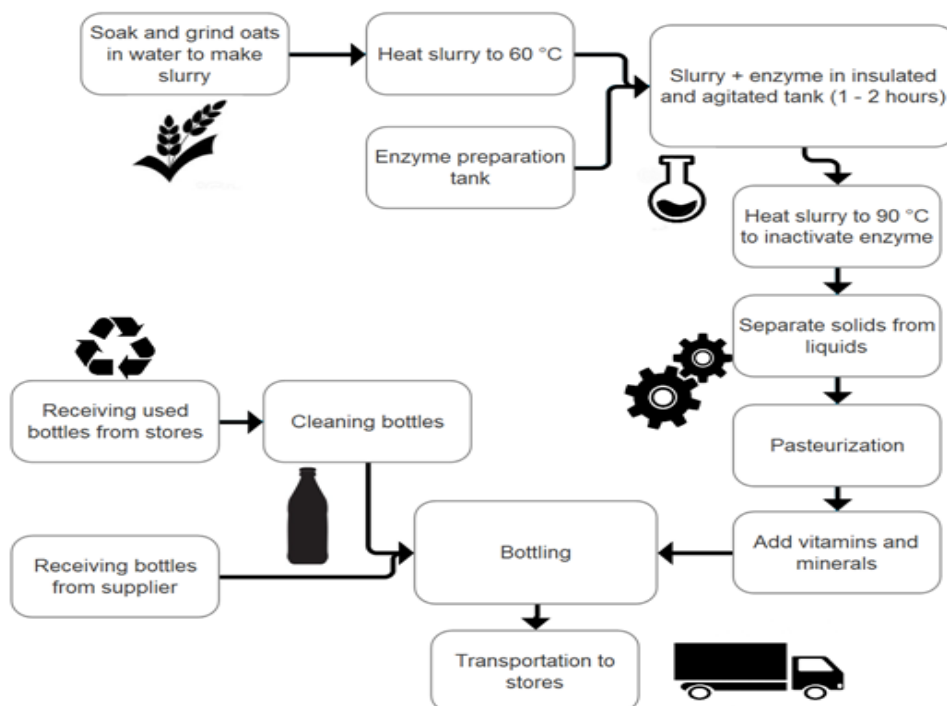 Soak and grind oats
in water to make
slurry
Heat slurry to 60 °C
Slurry + enzyme in insulated
and agitated tank (1 - 2 hours)
Enzyme preparation
tank
Heat slurry to 90 °C
to inactivate enzyme
Separate solids from
liquids
Receiving used
bottles from stores
Cleaning bottles
Pasteurization
Receiving bottles
from supplier
Bottling
Add vitamins and
minerals
Transportation to
stores